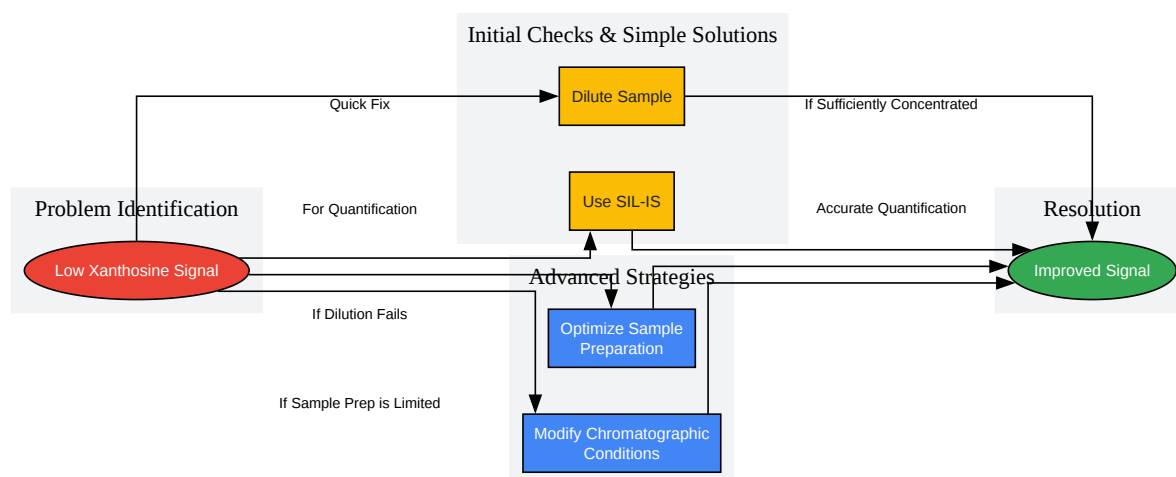 Initial Checks & Simple Solutions
Dilute Sample
Quick Fix
If Sufficiently Concentrated
Use SIL-IS
Problem Identification
For Quantification
Accurate Quantification
Resolution
Low Xanthosine Signal
Improved Signal
Advanced Strategies
If Dilution Fails
Optimize Sample
Preparation
If Sample Prep is Limited
Modify Chromatographic
Conditions